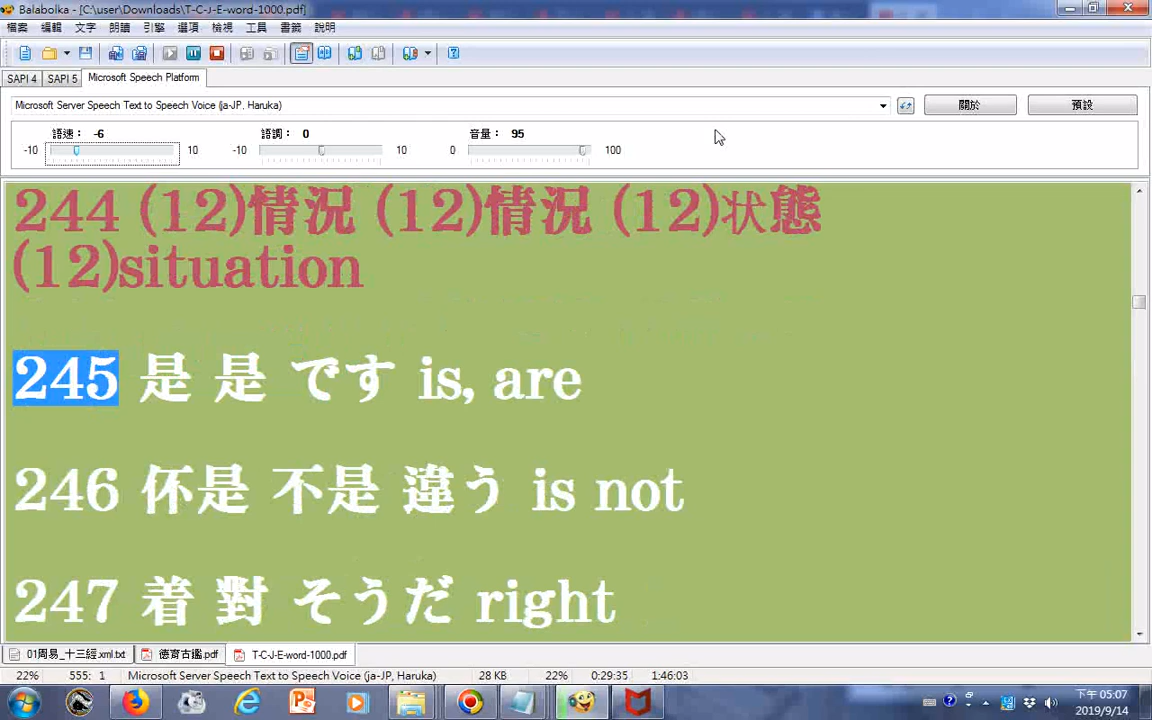 Balabolka - [C:\user\Downloads\T-C-J-E-word-1000.pdf]
檔案 編輯 文字 朗讀 引擎 選項 檢視 工具 書籤 說明
SAPI 4 SAPI 5 Microsoft Speech Platform
Microsoft Server Speech Text to Speech Voice (ja-JP, Haruka) 關於 預設
語速： -6 語調： 0 音量： 95
-10 10 -10 10 0 100
244 (12)情況 (12)情況 (12)状態
(12)situation
245 是 是 です is, are
246 伓是 不是 違う is not
247 着 對 そうだ right
01周易_十三經.xml.txt 德育古鑑.pdf T-C-J-E-word-1000.pdf
22% 555: 1 Microsoft Server Speech Text to Speech Voice (ja-JP, Haruka) 28 KB 22% 0:29:35 1:46:03
下午 05:07
2019/9/14